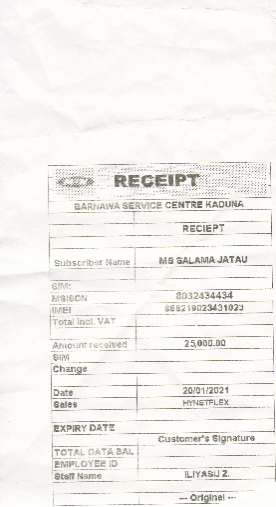 RECEIPT
BARNAWA SERVICE CENTRE KADUNA
RECIEPT
Subscriber Name MS SALAMA JATAU
SIM:
MSISDN 8032434434
IMEI 868219023431023
Total incl. VAT
Amount received 25,000.00
SIM
Change
Date 20/01/2021
Sales HYNETFLEX
EXPIRY DATE
Customer's Signature
TOTAL DATA BAL
EMPLOYEE ID
Staff Name ILIYASU Z.
--- Original ---